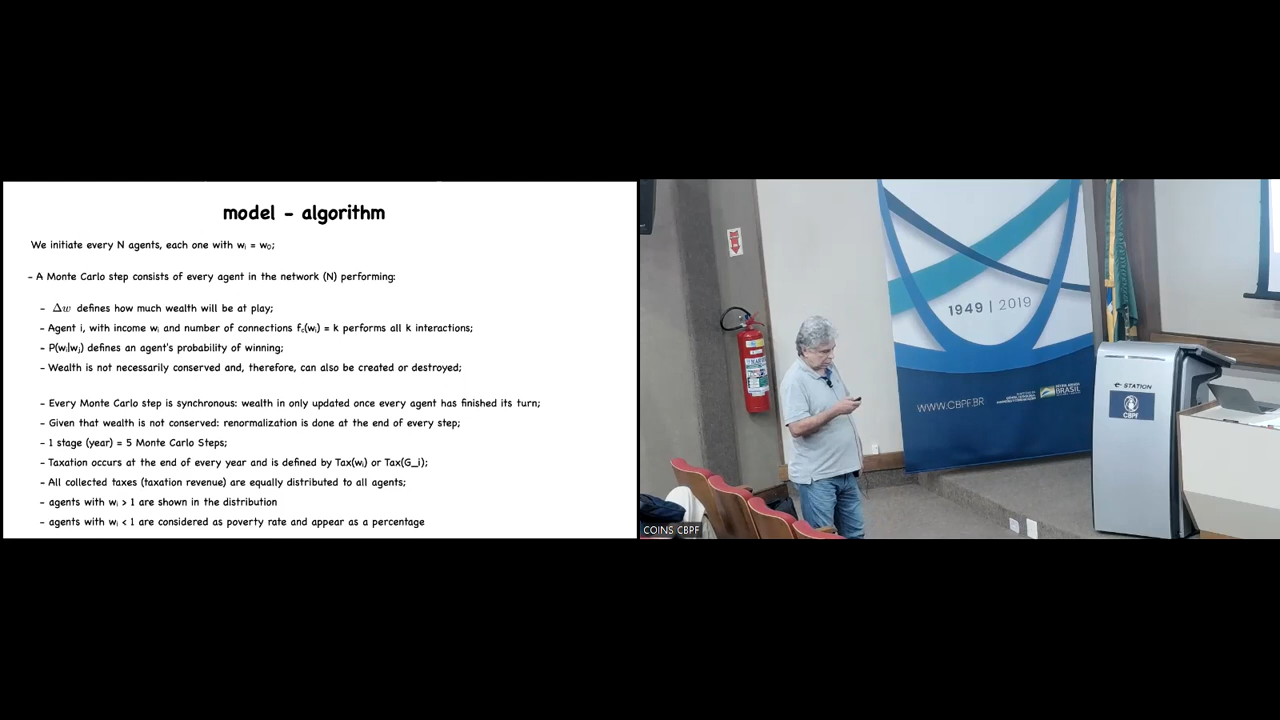 model - algorithm
We initiate every N agents, each one with wᵢ = w₀;
- A Monte Carlo step consists of every agent in the network (N) performing:
- Δw defines how much wealth will be at play;
- Agent i, with income wᵢ and number of connections f꜀(wᵢ) = k performs all k interactions;
- P(wᵢ|wⱼ) defines an agent's probability of winning;
- Wealth is not necessarily conserved and, therefore, can also be created or destroyed;
- Every Monte Carlo step is synchronous: wealth in only updated once every agent has finished its turn;
- Given that wealth is not conserved: renormalization is done at the end of every step;
- 1 stage (year) = 5 Monte Carlo Steps;
- Taxation occurs at the end of every year and is defined by Tax(wᵢ) or Tax(G_i);
- All collected taxes (taxation revenue) are equally distributed to all agents;
- agents with wᵢ > 1 are shown in the distribution
- agents with wᵢ < 1 are considered as poverty rate and appear as a percentage
1949 | 2019
WWW.CBPF.BR
BRASIL
STATION
CBPF
COINS CBPF